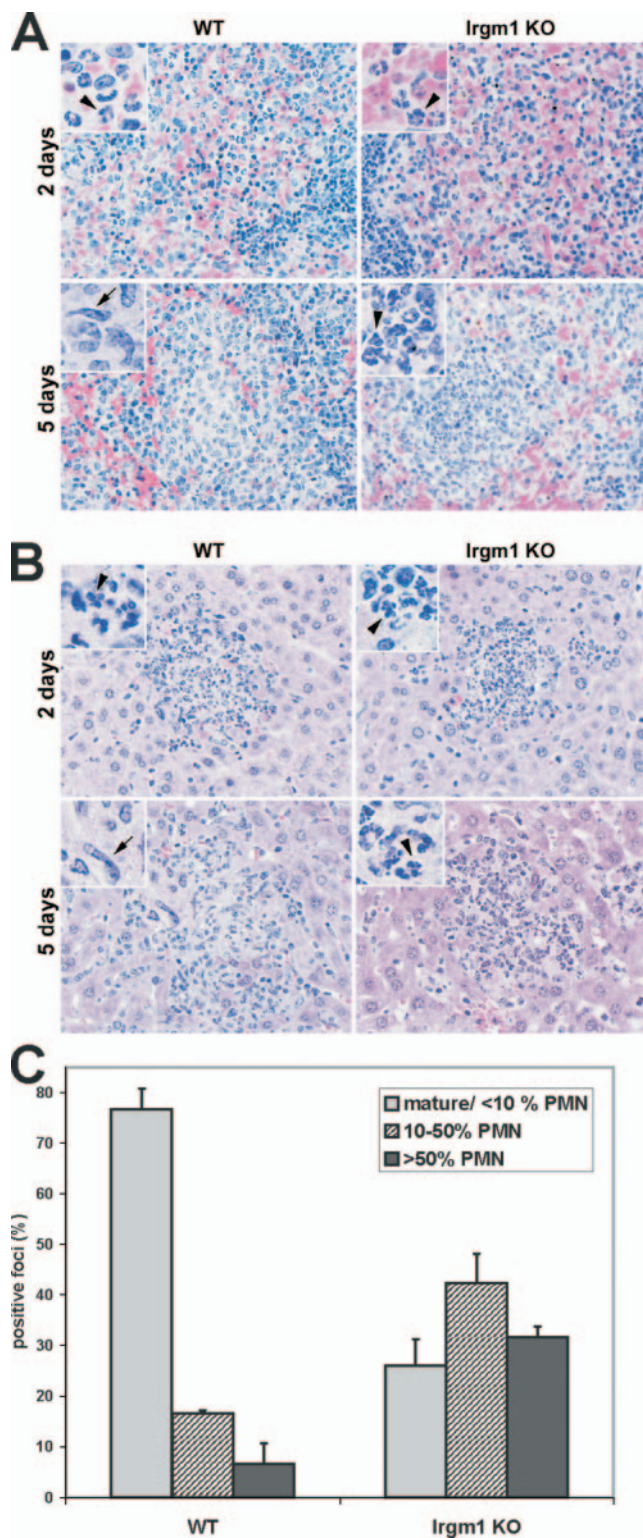 A
WT
Irgm1 KO
2 days
5 days
B
WT
Irgm1 KO
2 days
5 days
C
80
70
60
50
40
30
20
10
0
positive foci (%)
mature/ <10 % PMN
10-50% PMN
>50% PMN
WT
Irgm1 KO